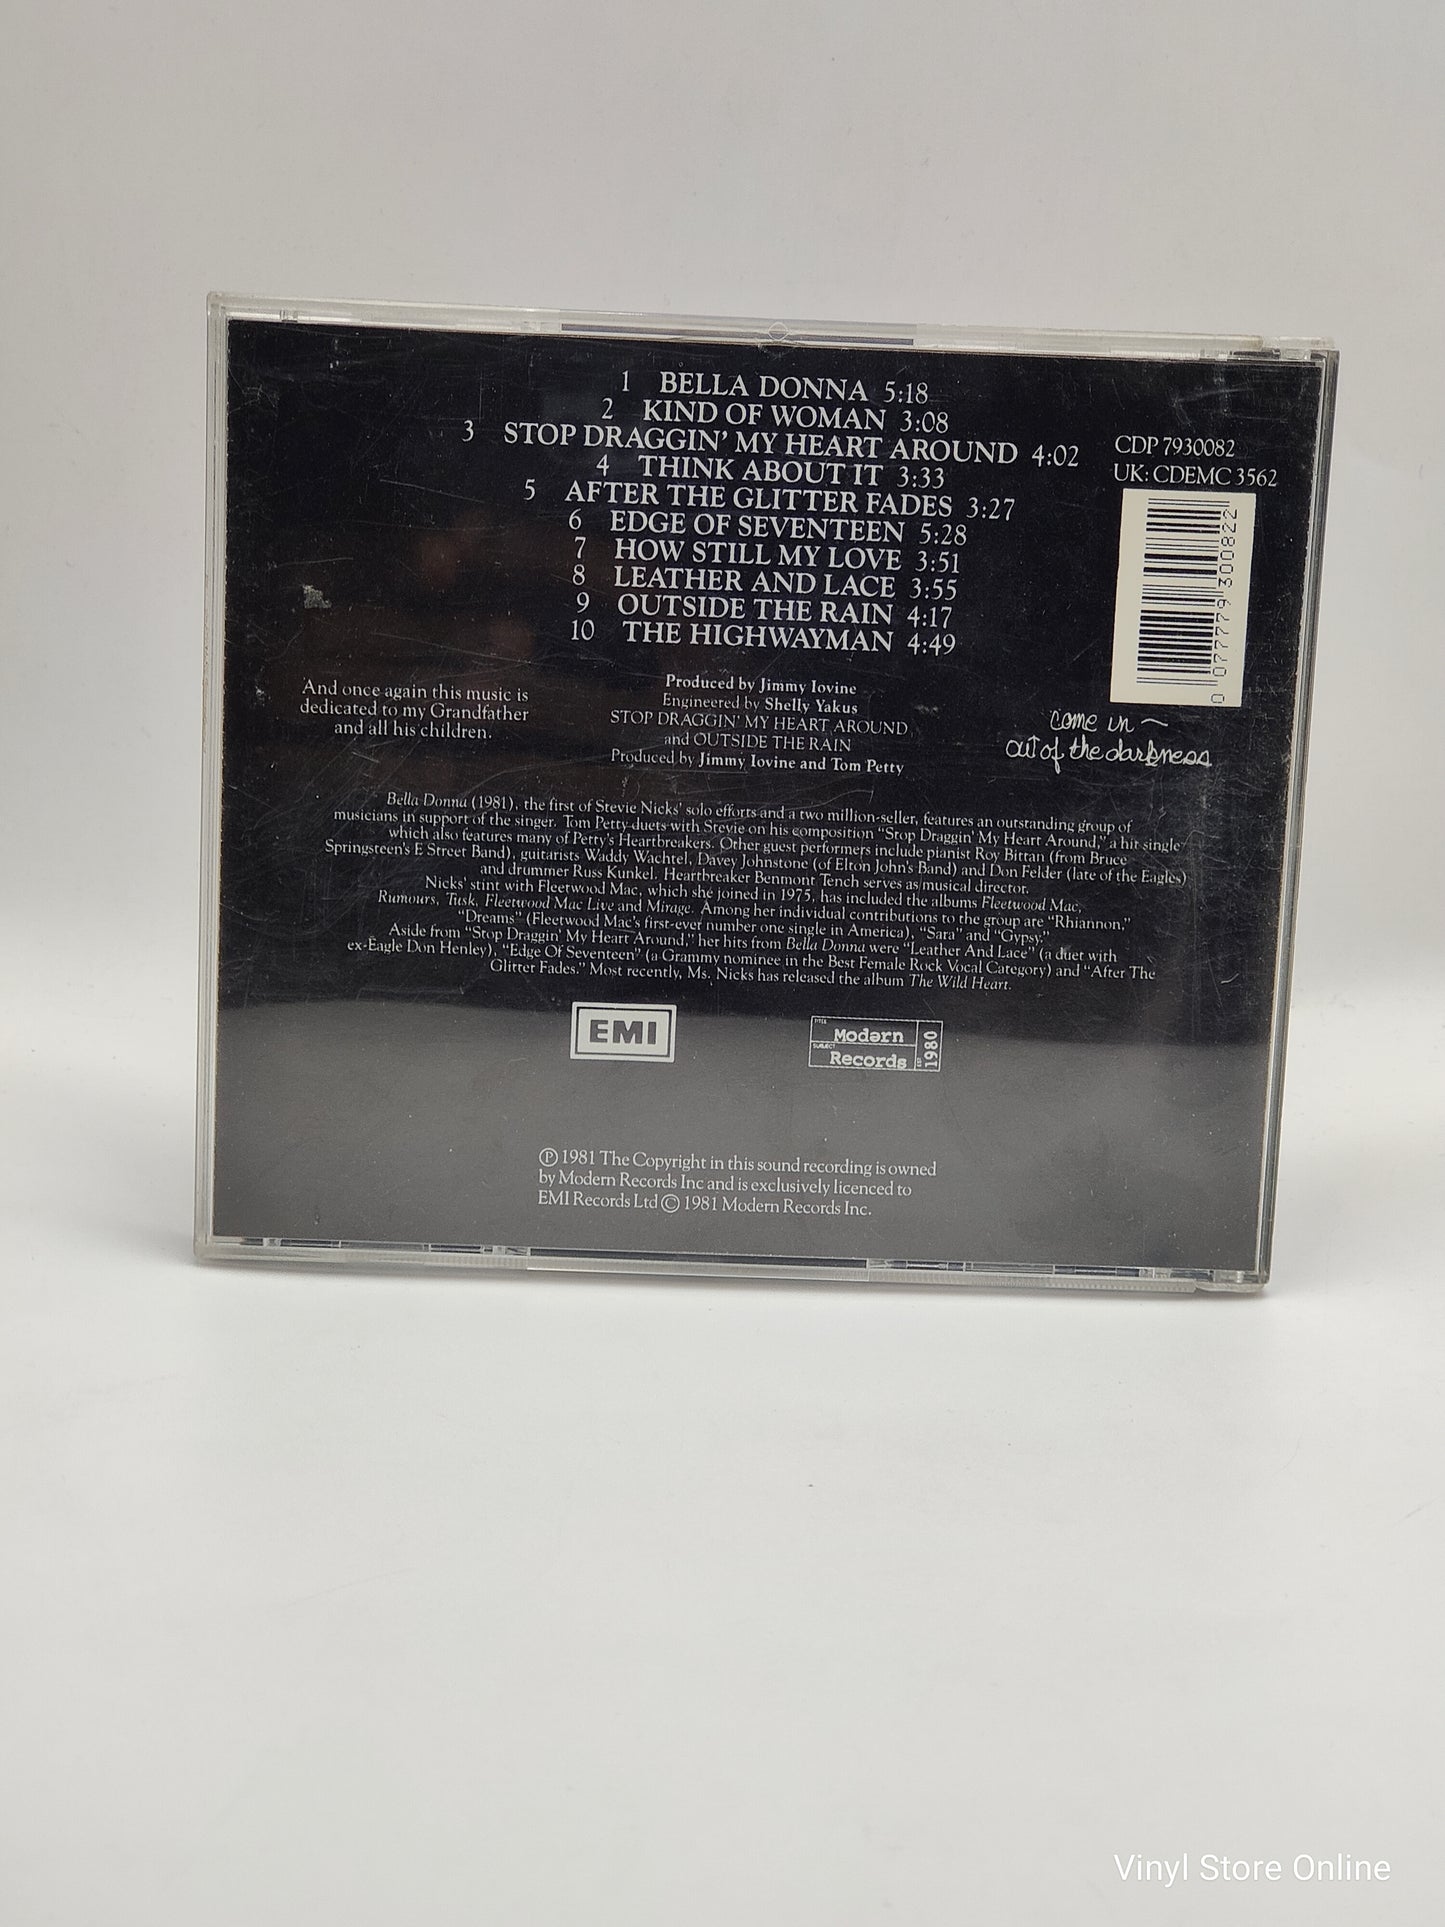 1 BELLA DONNA 5:18
2 KIND OF WOMAN 3:08
3 STOP DRAGGIN' MY HEART AROUND 4:02
4 THINK ABOUT IT 3:33
5 AFTER THE GLITTER FADES 3:27
6 EDGE OF SEVENTEEN 5:28
7 HOW STILL MY LOVE 3:51
8 LEATHER AND LACE 3:55
9 OUTSIDE THE RAIN 4:17
10 THE HIGHWAYMAN 4:49
CDP 7930082
UK: CDEMC 3562
0 077779 300822
And once again this music is
dedicated to my Grandfather
and all his children.
Produced by Jimmy Iovine
Engineered by Shelly Yakus
STOP DRAGGIN' MY HEART AROUND,
and OUTSIDE THE RAIN
Produced by Jimmy Iovine and Tom Petty
come in ~
out of the darkness
Bella Donna (1981), the first of Stevie Nicks' solo efforts and a two million-seller, features an outstanding group of
musicians in support of the singer. Tom Petty duets with Stevie on his composition "Stop Draggin' My Heart Around," a hit single
which also features many of Petty's Heartbreakers. Other guest performers include pianist Roy Bittan (from Bruce
Springsteen's E Street Band), guitarists Waddy Wachtel, Davey Johnstone (of Elton John's Band) and Don Felder (late of the Eagles)
and drummer Russ Kunkel. Heartbreaker Benmont Tench serves as musical director.
Nicks' stint with Fleetwood Mac, which she joined in 1975, has included the albums Fleetwood Mac,
Rumours, Tusk, Fleetwood Mac Live and Mirage. Among her individual contributions to the group are "Rhiannon,"
"Dreams" (Fleetwood Mac's first-ever number one single in America), "Sara" and "Gypsy."
Aside from "Stop Draggin' My Heart Around," her hits from Bella Donna were "Leather And Lace" (a duet with
ex-Eagle Don Henley), "Edge Of Seventeen" (a Grammy nominee in the Best Female Rock Vocal Category) and "After The
Glitter Fades." Most recently, Ms. Nicks has released the album The Wild Heart.
EMI
TITLE
Modern
SUBJECT
Records
EST 1980
Ⓟ 1981 The Copyright in this sound recording is owned
by Modern Records Inc and is exclusively licenced to
EMI Records Ltd © 1981 Modern Records Inc.
Vinyl Store Online